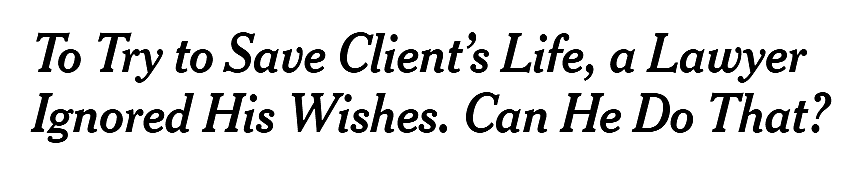 To Try to Save Client’s Life, a Lawyer
Ignored His Wishes. Can He Do That?